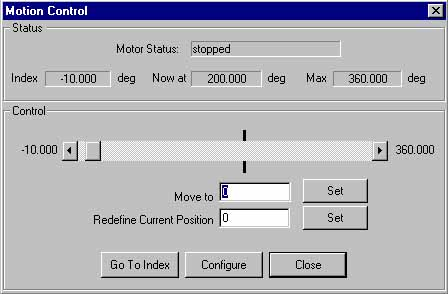 Motion Control
Status
Motor Status: stopped
Index -10.000 deg Now at 200.000 deg Max 360.000 deg
Control
-10.000 360.000
Move to 0 Set
Redefine Current Position 0 Set
Go To Index Configure Close